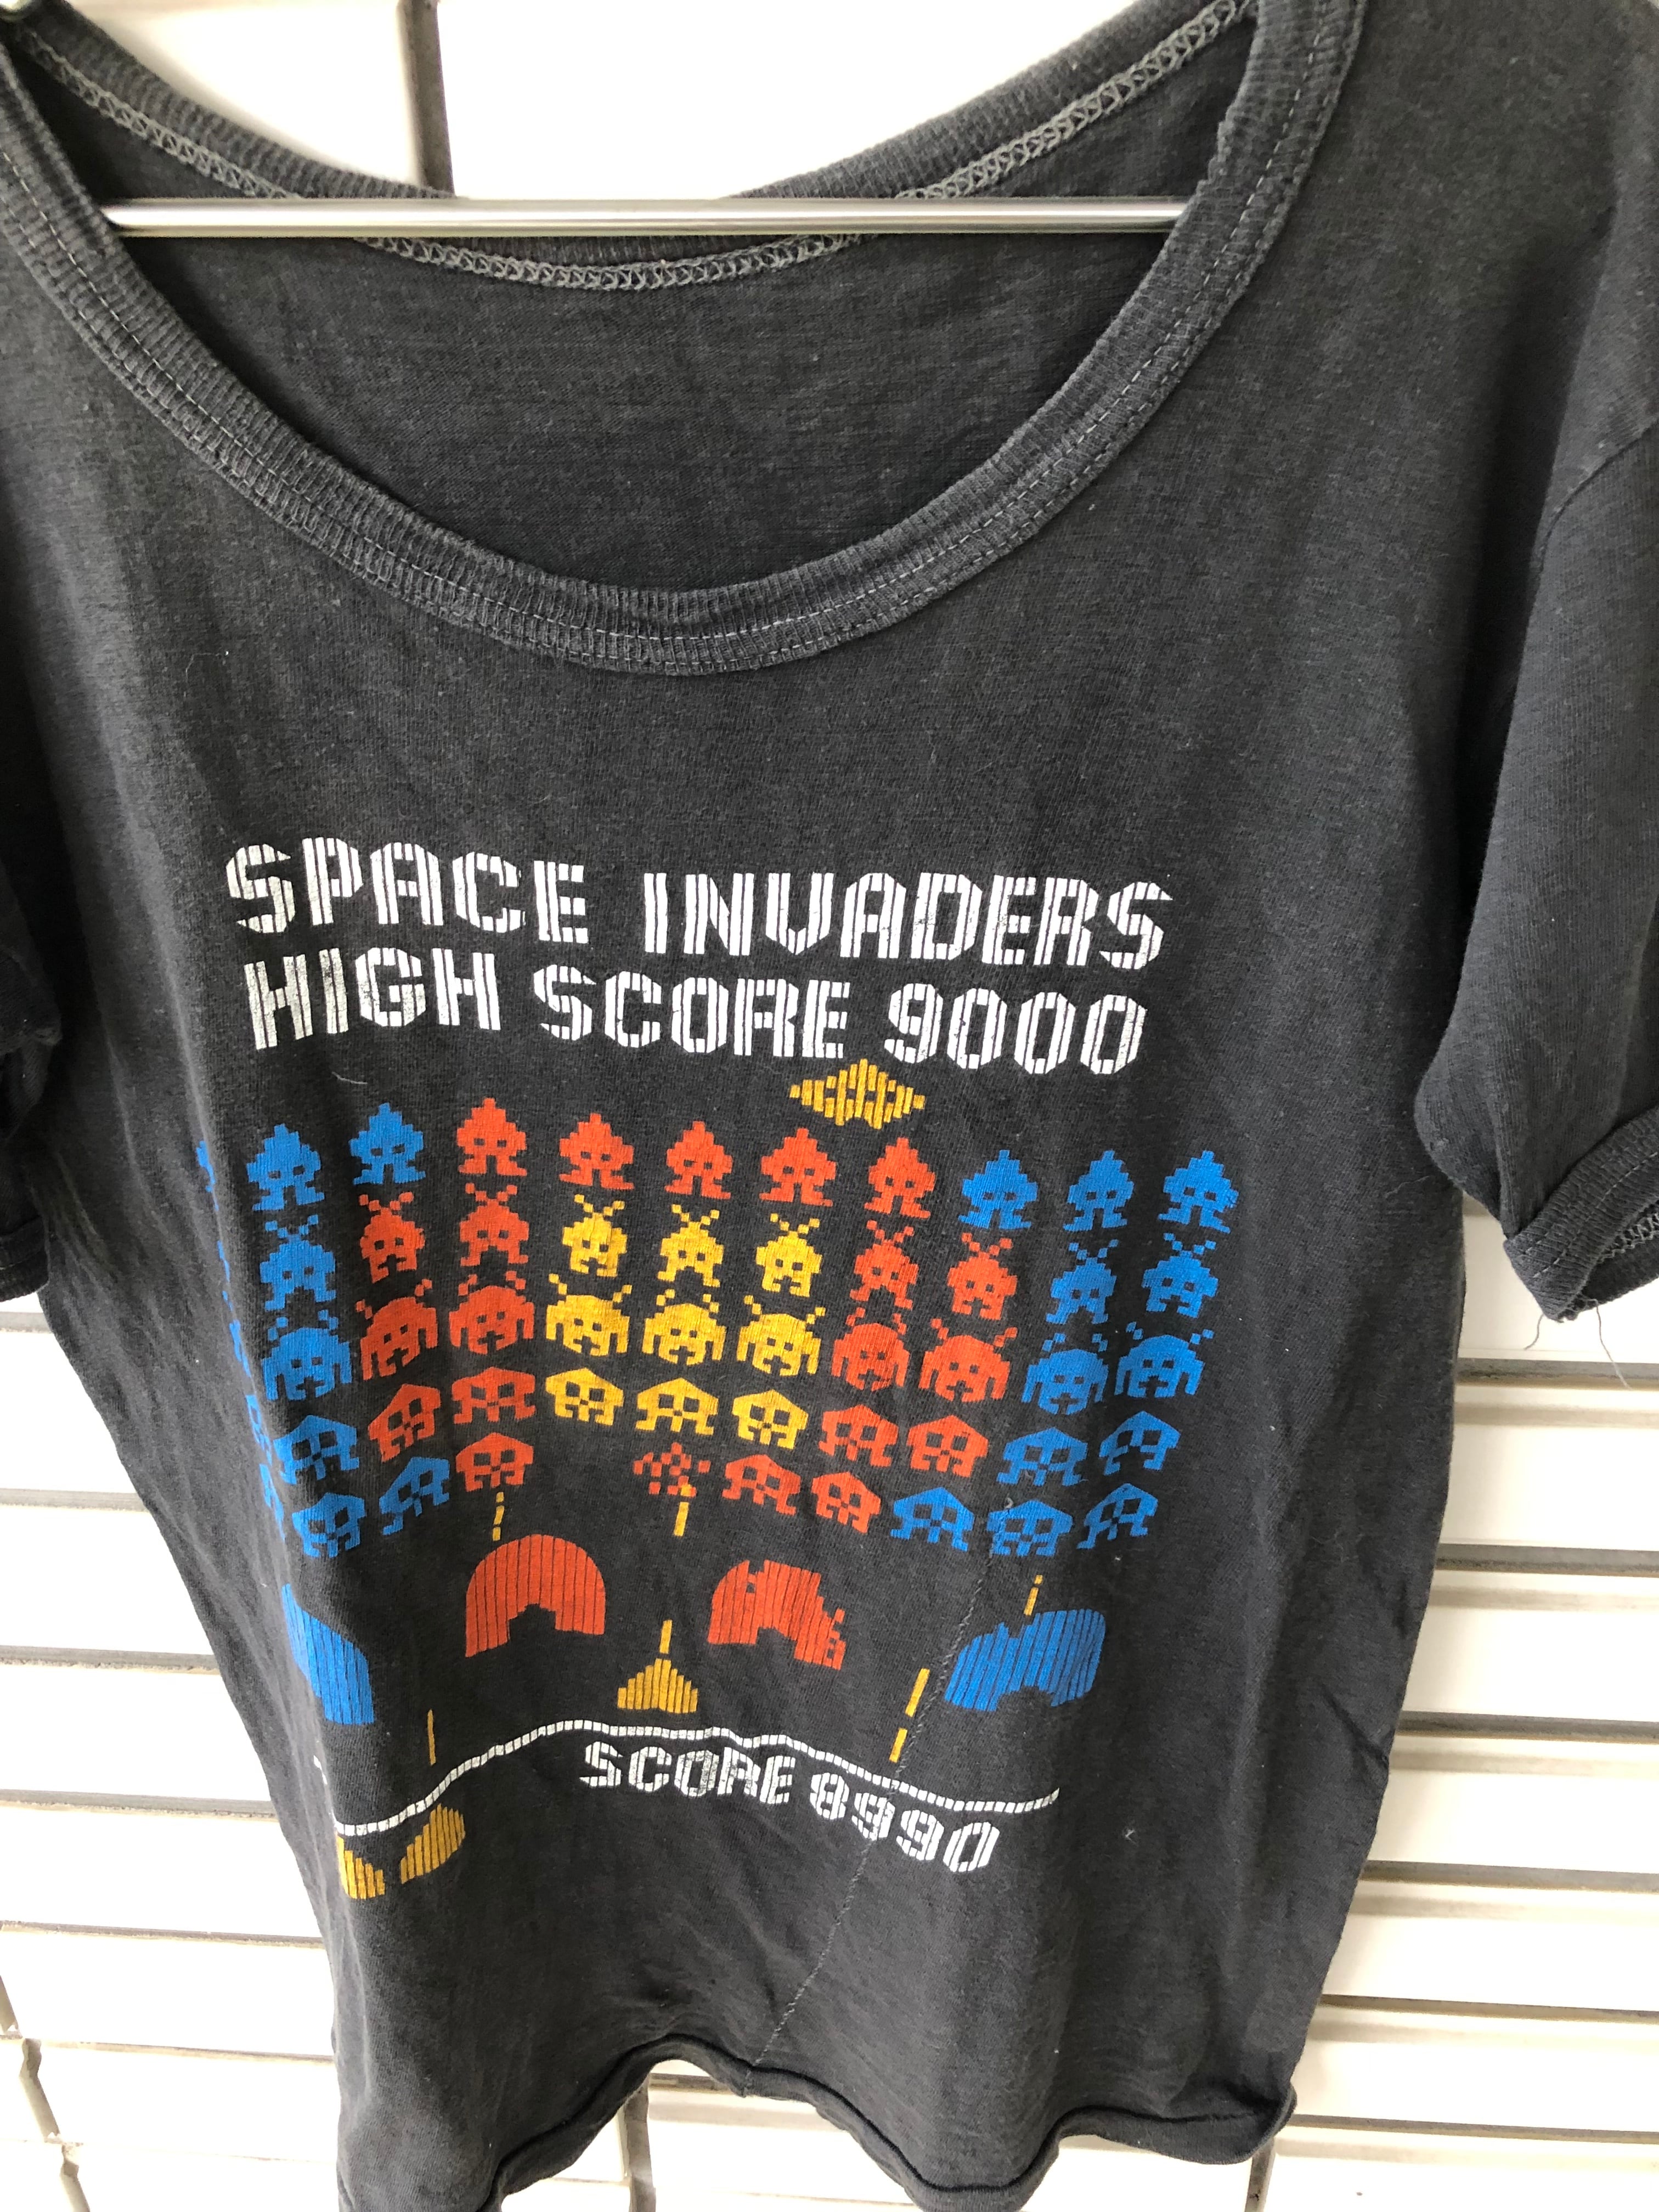 SPACE INVADERS
HIGH SCORE 9000
SCORE 8990